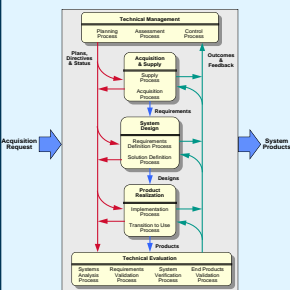 Technical Management
Planning Process
Assessment Process
Control Process
Plans, Directives & Status
Outcomes & Feedback
Acquisition & Supply
Supply Process
Acquisition Process
Requirements
Acquisition Request
System Design
Requirements Definition Process
Solution Definition Process
System Products
Designs
Product Realization
Implementation Process
Transition to Use Process
Products
Technical Evaluation
Systems Analysis Process
Requirements Validation Process
System Verification Process
End Products Validation Process